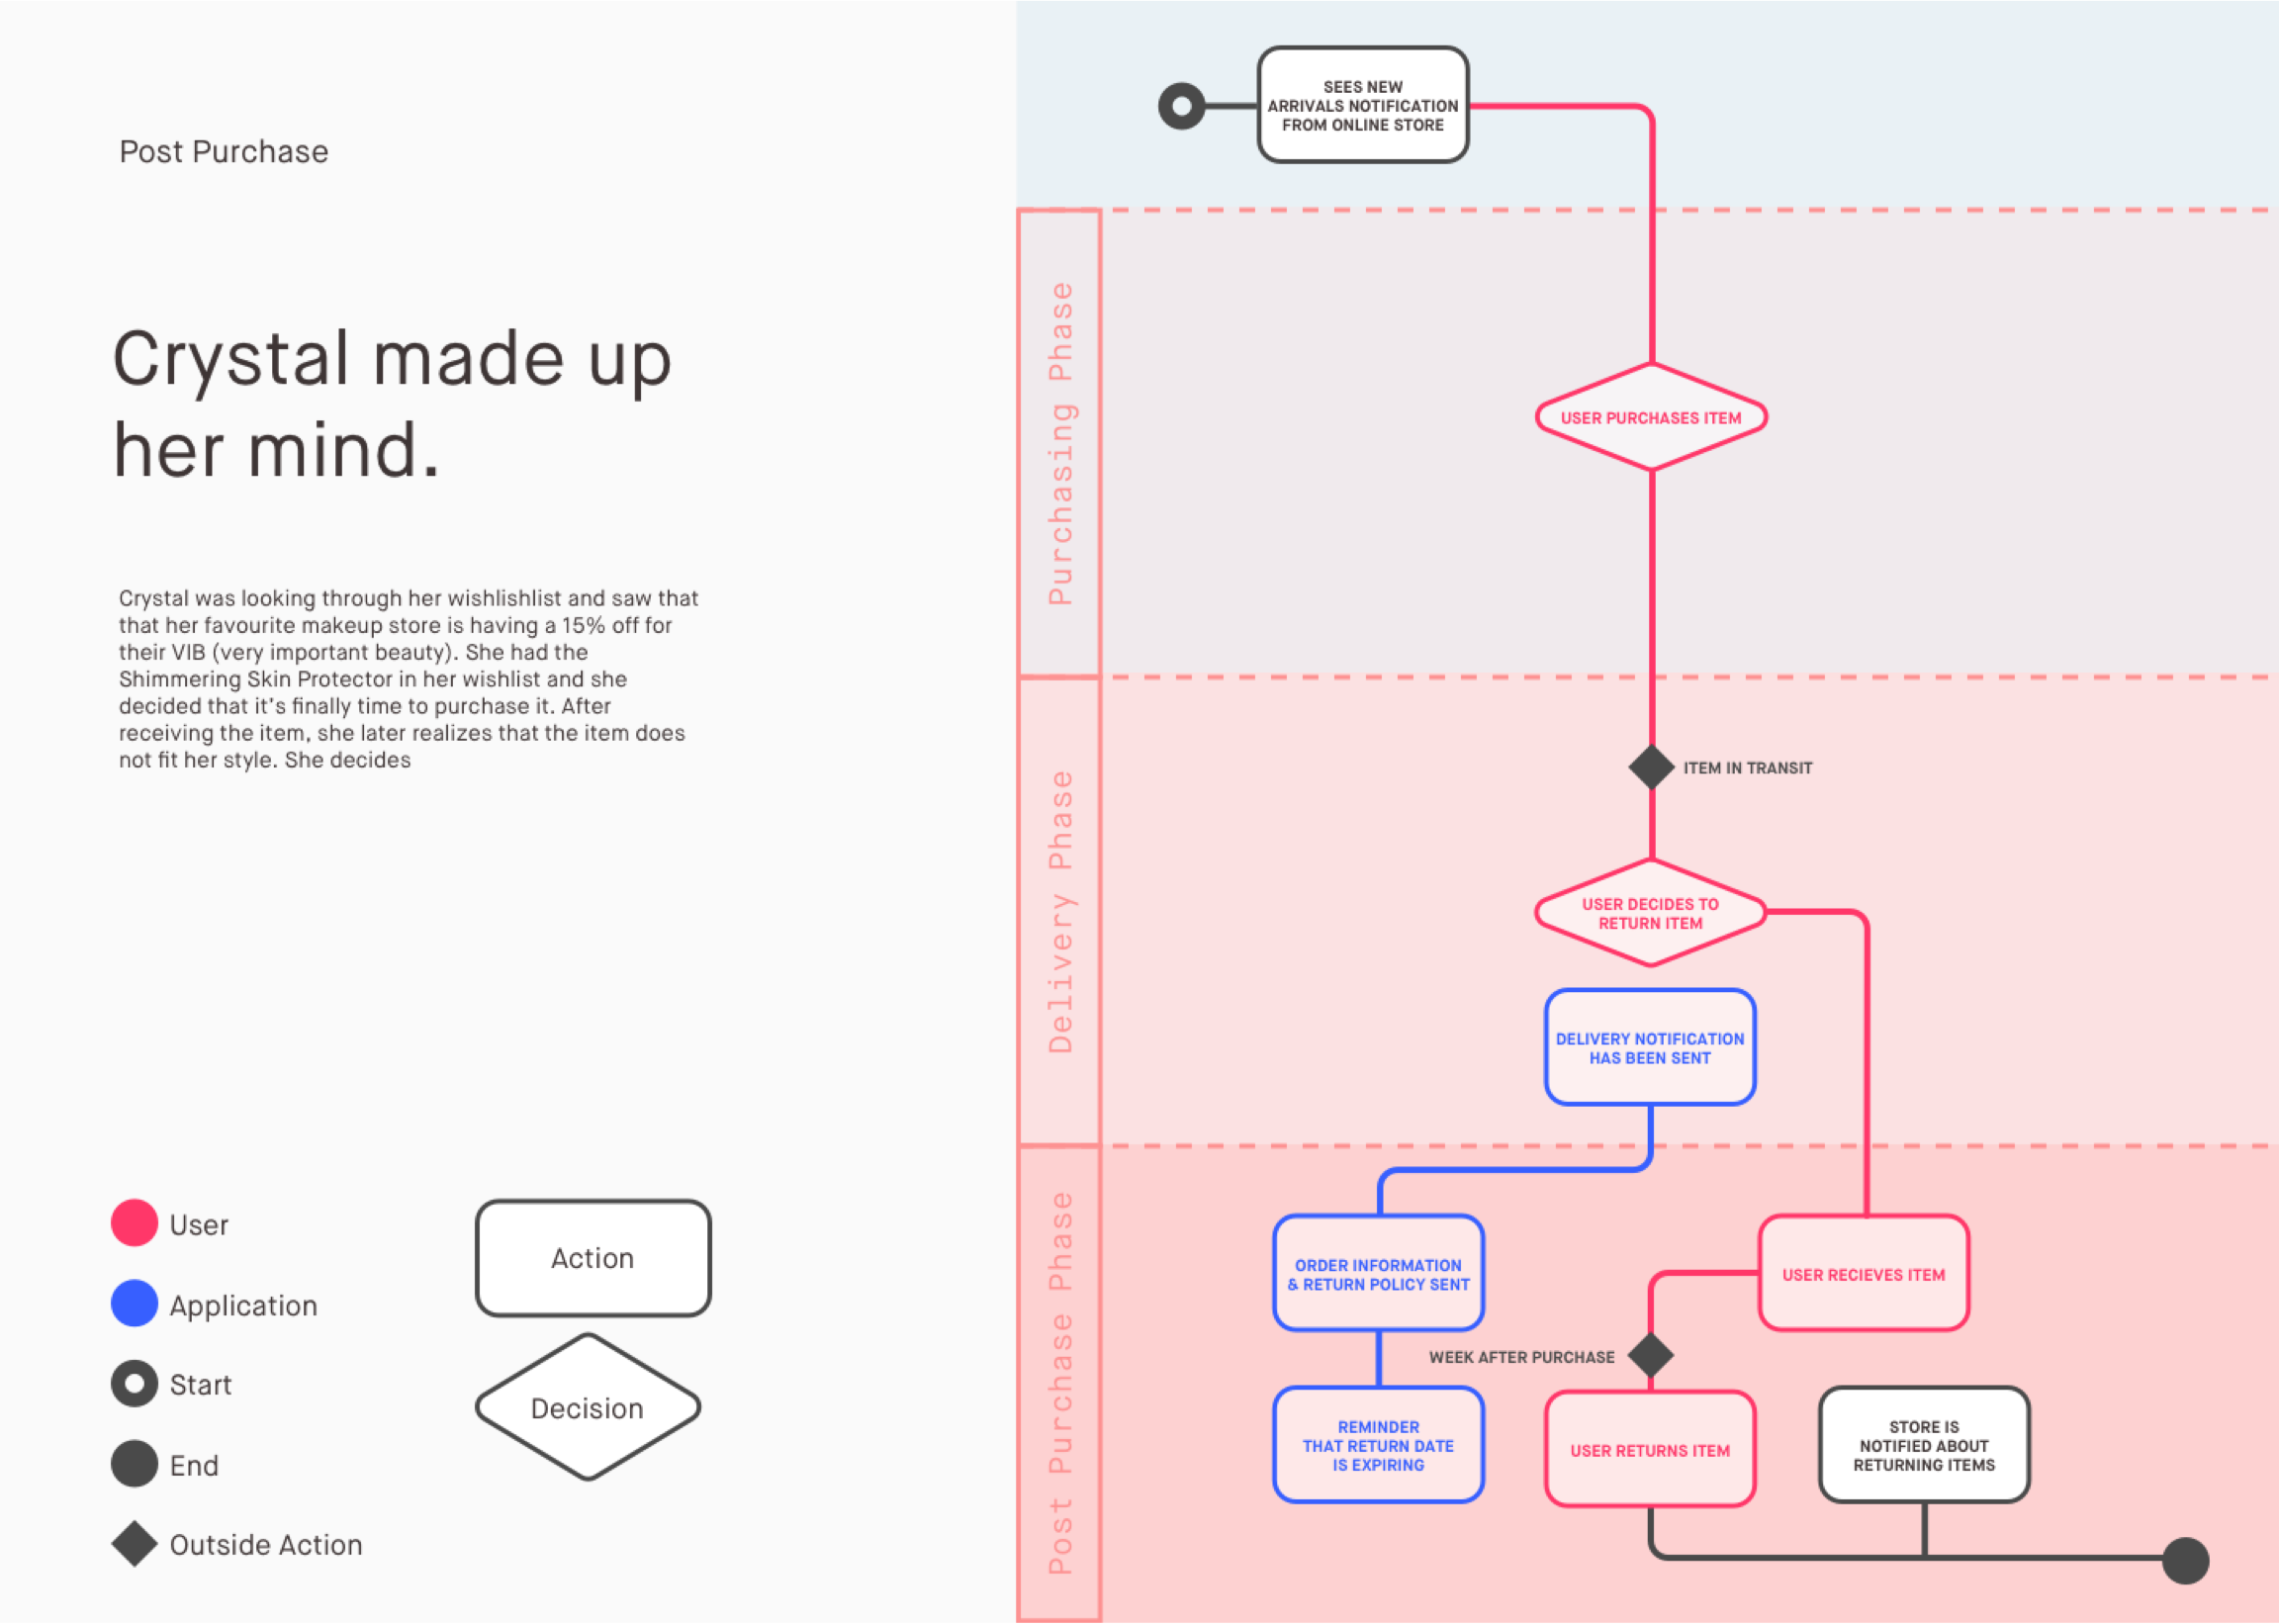 Post Purchase
Crystal made up
her mind.
Crystal was looking through her wishlishlist and saw that
that her favourite makeup store is having a 15% off for
their VIB (very important beauty). She had the
Shimmering Skin Protector in her wishlist and she
decided that it's finally time to purchase it. After
receiving the item, she later realizes that the item does
not fit her style. She decides
User
Application
Start
End
Outside Action
Action
Decision
SEES NEW
ARRIVALS NOTIFICATION
FROM ONLINE STORE
Purchasing Phase
USER PURCHASES ITEM
Delivery Phase
ITEM IN TRANSIT
USER DECIDES TO
RETURN ITEM
DELIVERY NOTIFICATION
HAS BEEN SENT
Post Purchase Phase
ORDER INFORMATION
& RETURN POLICY SENT
USER RECIEVES ITEM
WEEK AFTER PURCHASE
REMINDER
THAT RETURN DATE
IS EXPIRING
USER RETURNS ITEM
STORE IS
NOTIFIED ABOUT
RETURNING ITEMS